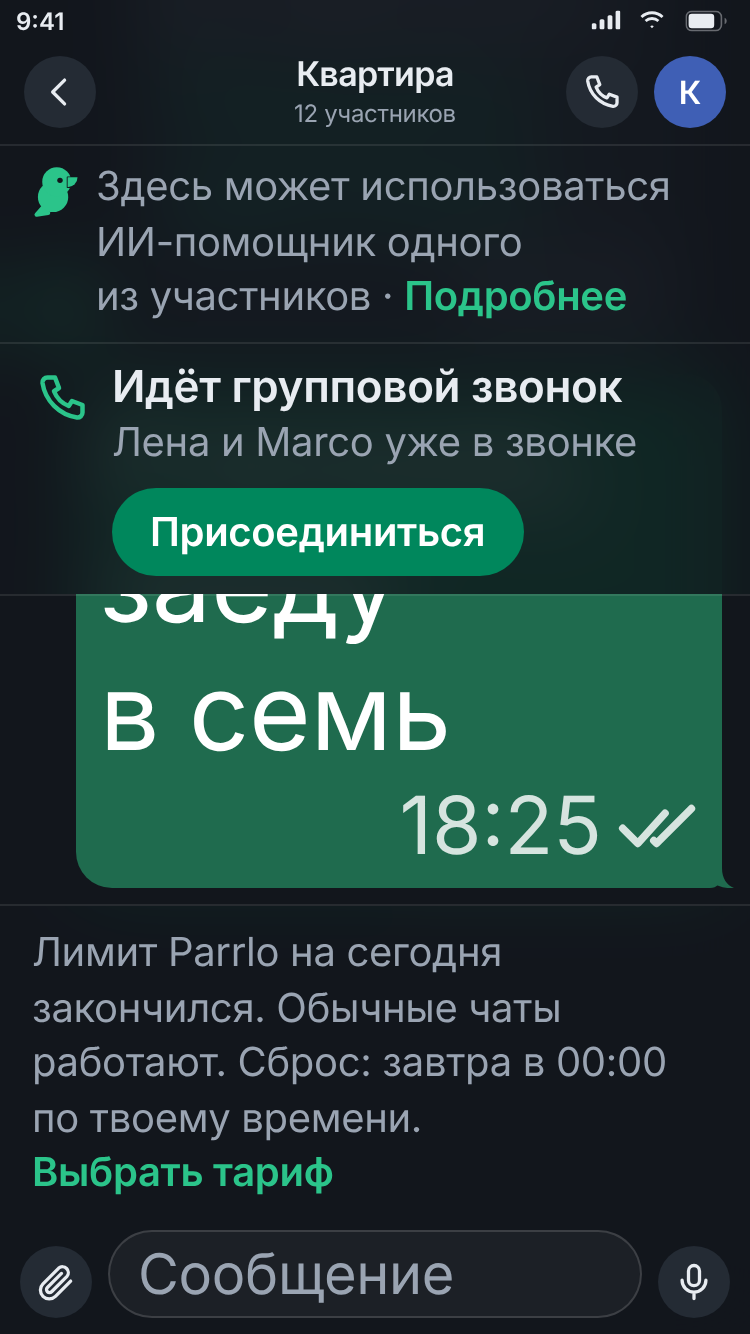 9:41
Квартира
12 участников
К
Здесь может использоваться
ИИ-помощник одного
из участников · Подробнее
Идёт групповой звонок
Лена и Marco уже в звонке
Присоединиться
заеду
в семь
18:25
Лимит Parrlo на сегодня
закончился. Обычные чаты
работают. Сброс: завтра в 00:00
по твоему времени.
Выбрать тариф
Сообщение